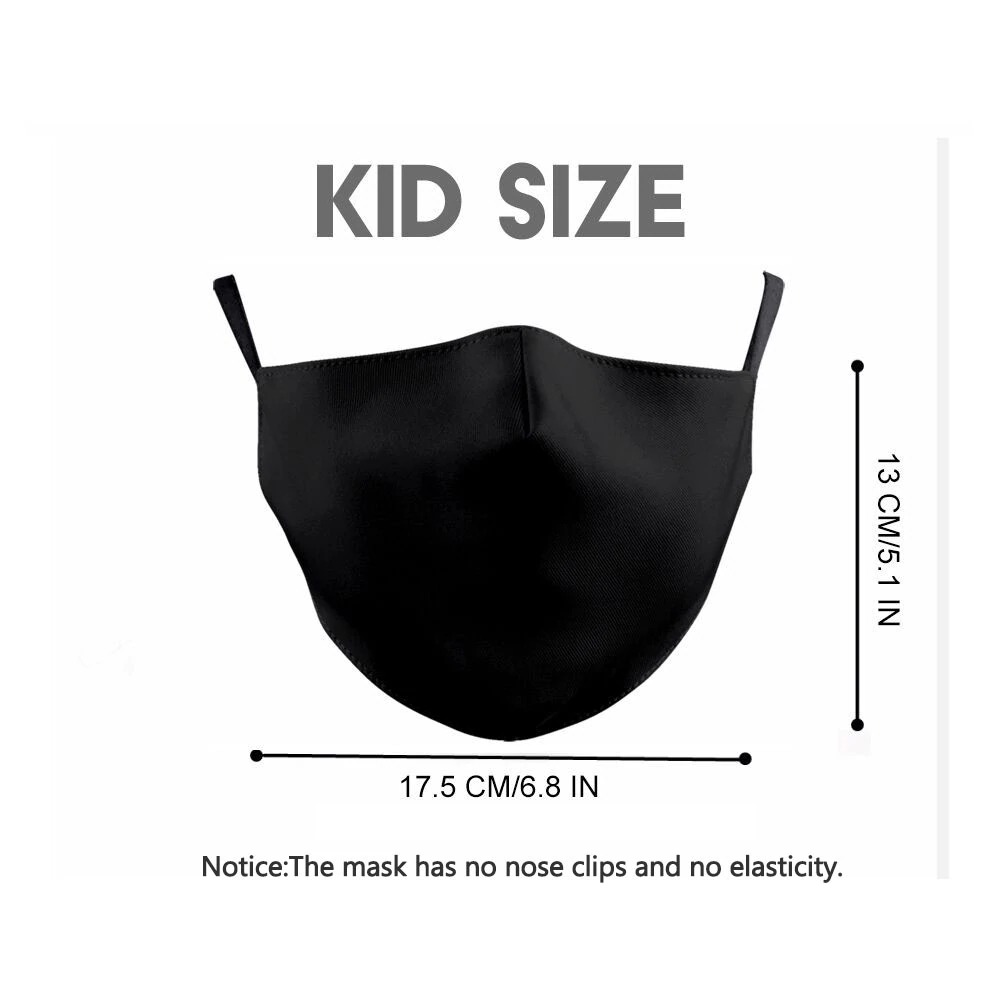 KID SIZE
13 CM/5.1 IN
17.5 CM/6.8 IN
Notice:The mask has no nose clips and no elasticity.